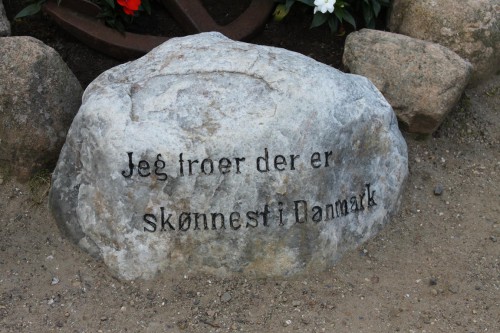 Jeg troer der er
skønnest i Danmark